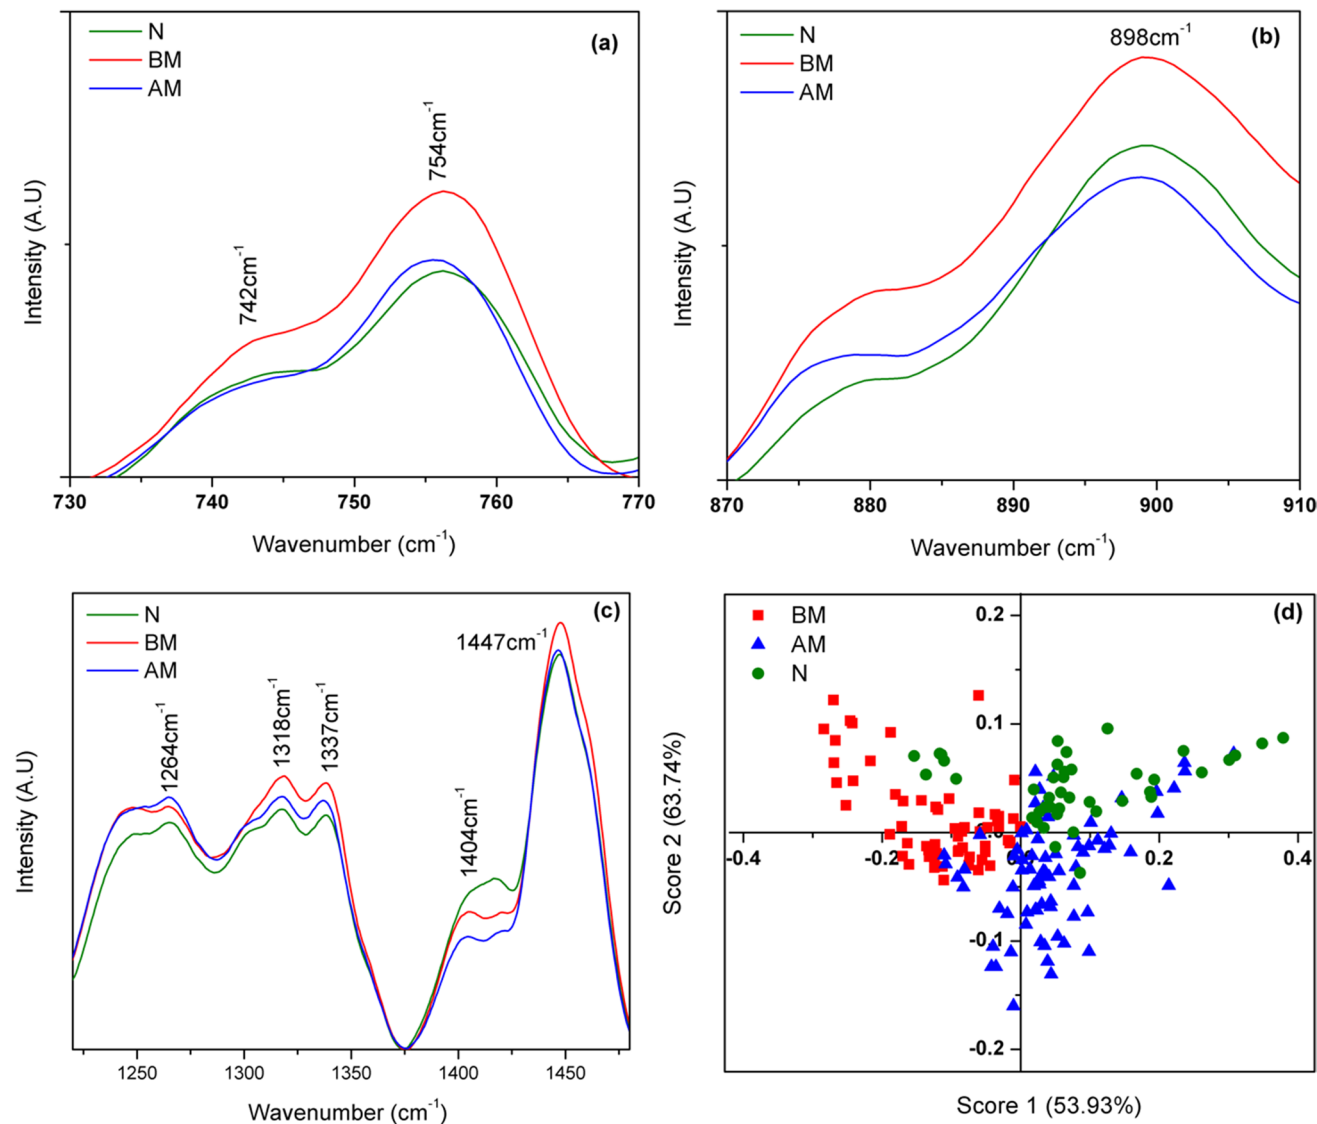 N
BM
AM
(a)
742cm-1
754cm-1
Intensity (A.U)
730
740
750
760
770
Wavenumber (cm-1)
N
BM
AM
898cm-1
(b)
Intensity (A.U)
870
880
890
900
910
Wavenumber (cm-1)
N
BM
AM
(c)
1264cm-1
1318cm-1
1337cm-1
1404cm-1
1447cm-1
Intensity (A.U)
1250
1300
1350
1400
1450
Wavenumber (cm-1)
BM
AM
N
(d)
0.2
0.1
-0.1
-0.2
-0.4
-0.2
0.2
0.4
Score 2 (63.74%)
Score 1 (53.93%)